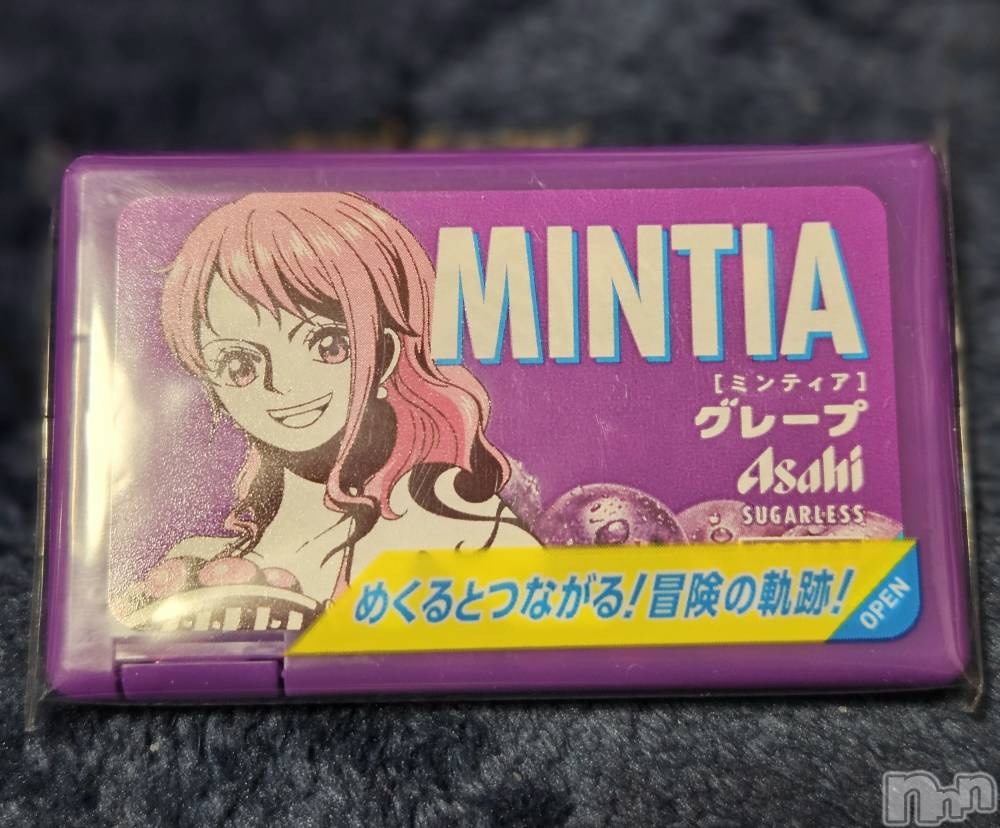 MINTIA
[ミンティア]
グレープ
Asahi
SUGARLESS
めくるとつながる!冒険の軌跡!
OPEN
nnn